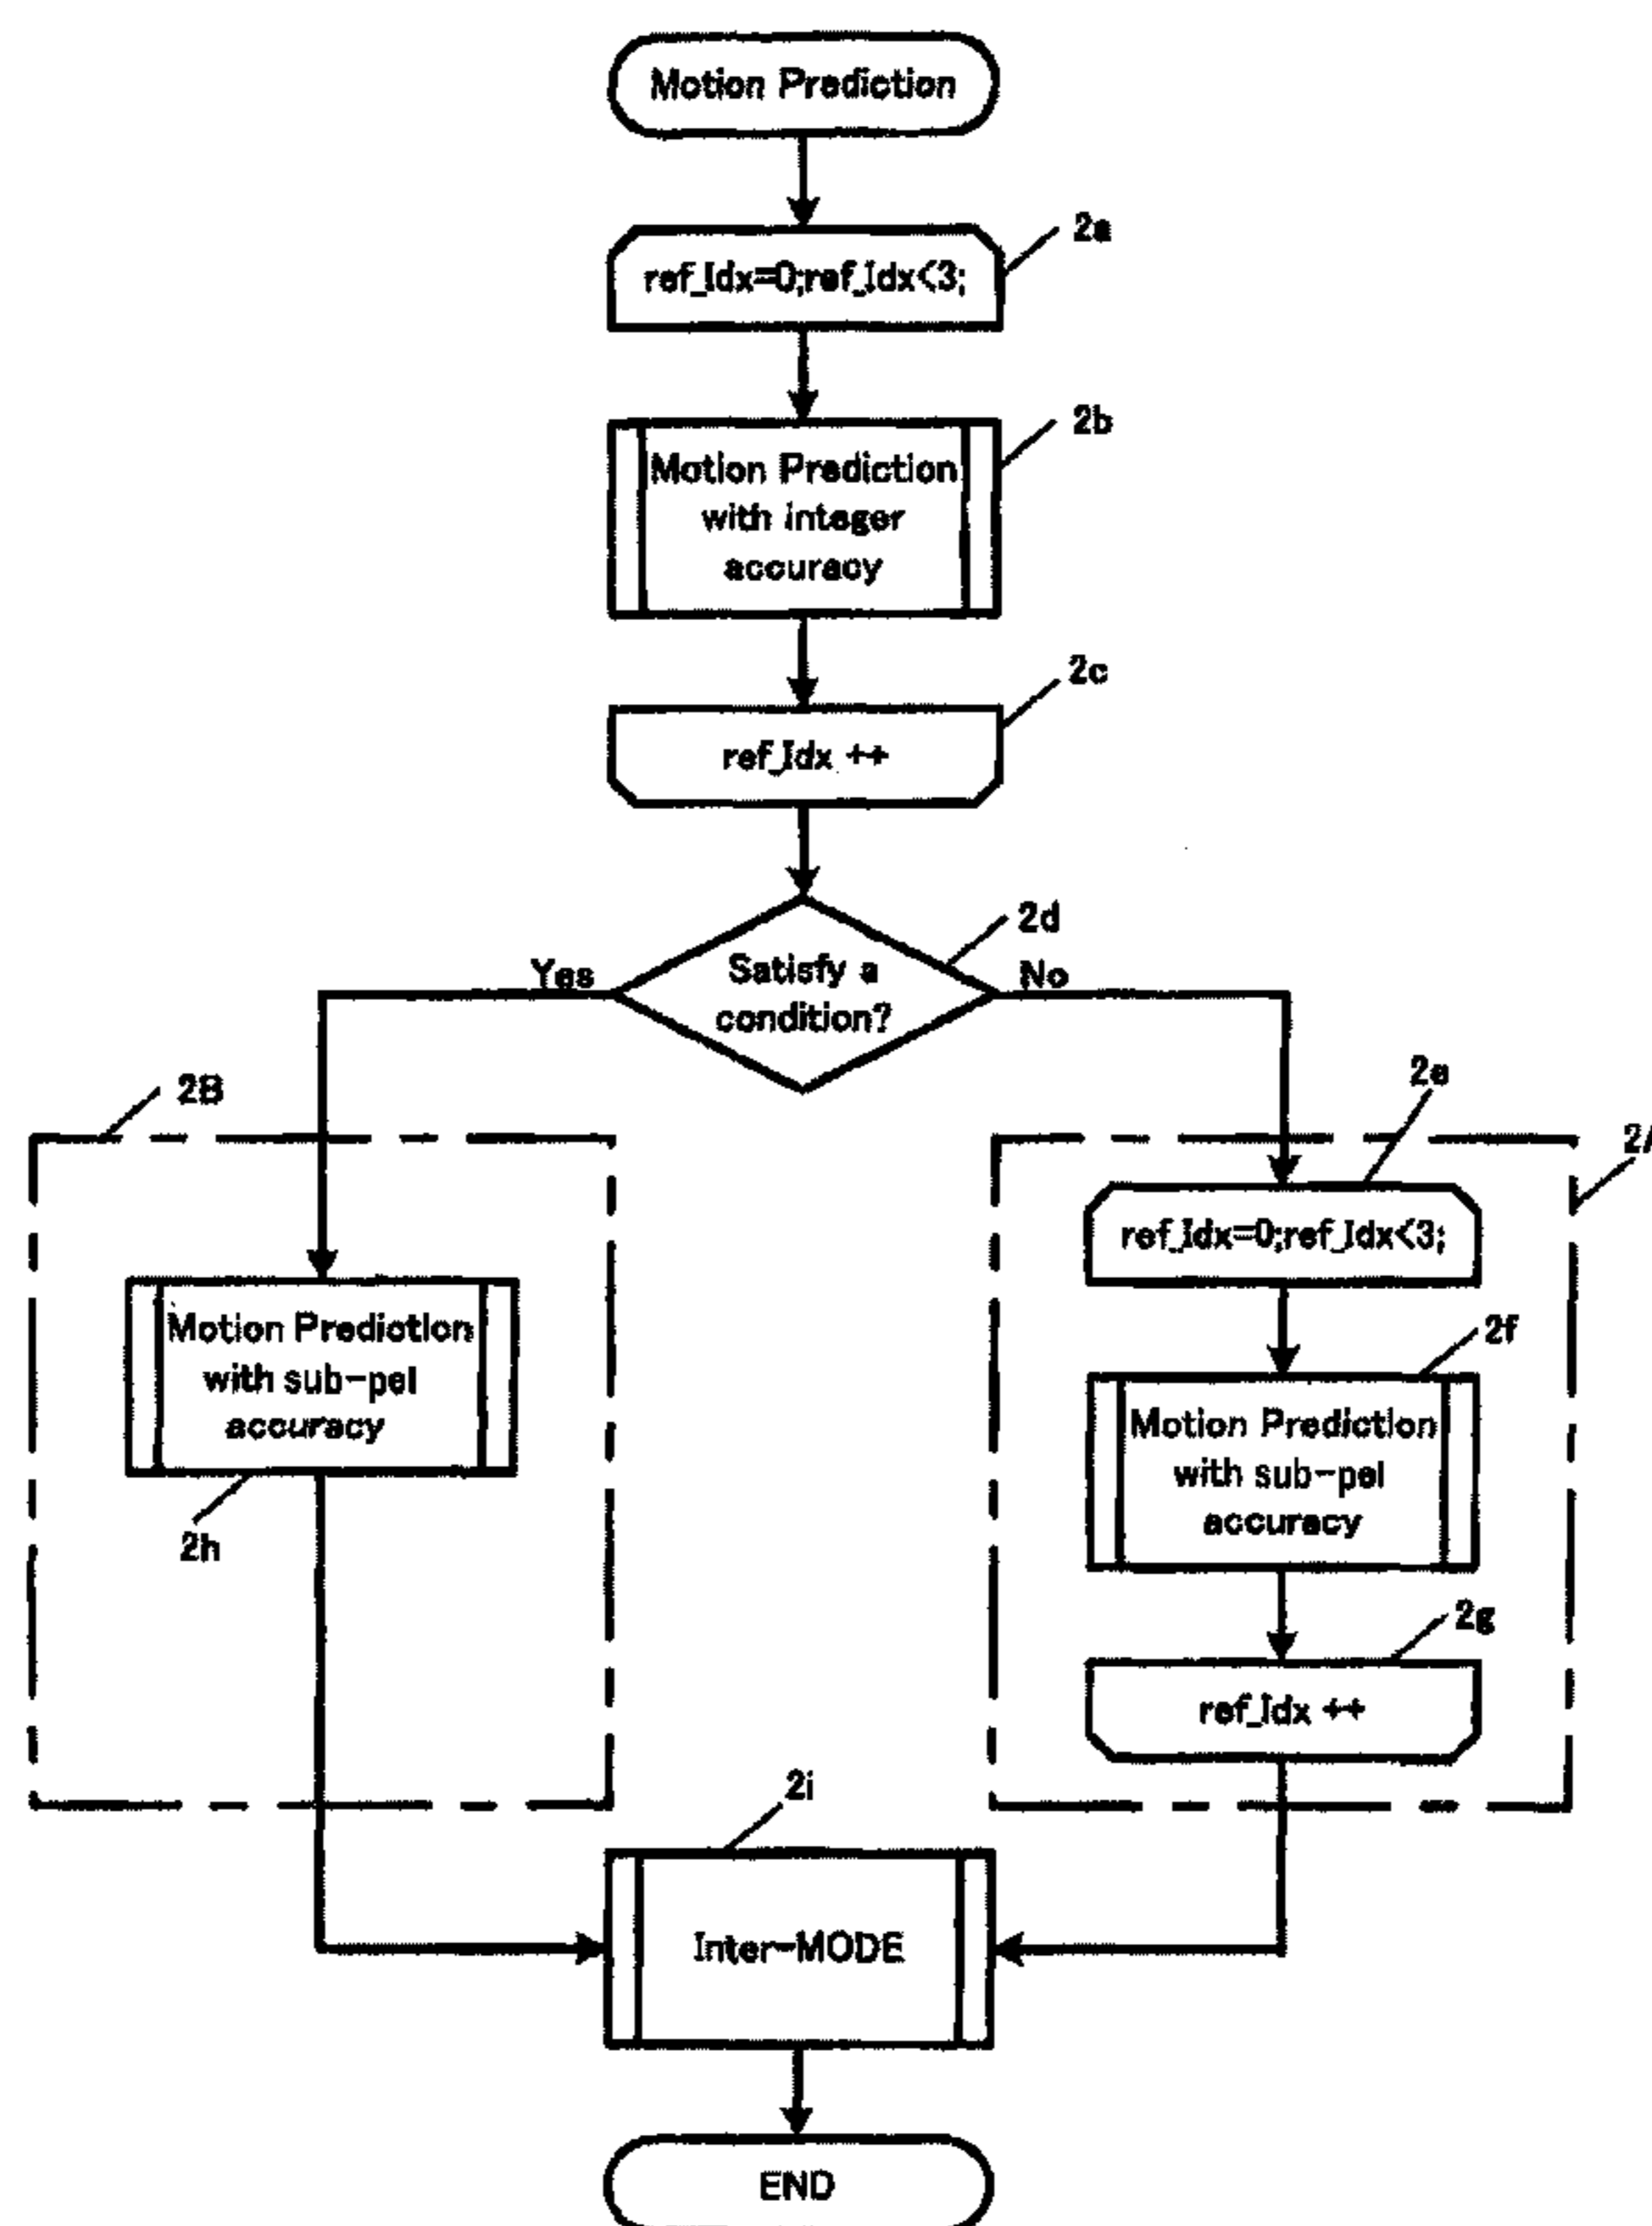 Motion Prediction
2a
ref_Idx=0;ref_Idx<3;
2b
Motion Prediction
with integer
accuracy
2c
ref_Idx ++
2d
Satisfy a
condition?
Yes
No
2B
2e
2A
ref_Idx=0;ref_Idx<3;
Motion Prediction
with sub-pel
accuracy
2h
2f
Motion Prediction
with sub-pel
accuracy
2g
ref_Idx ++
2i
Inter-MODE
END